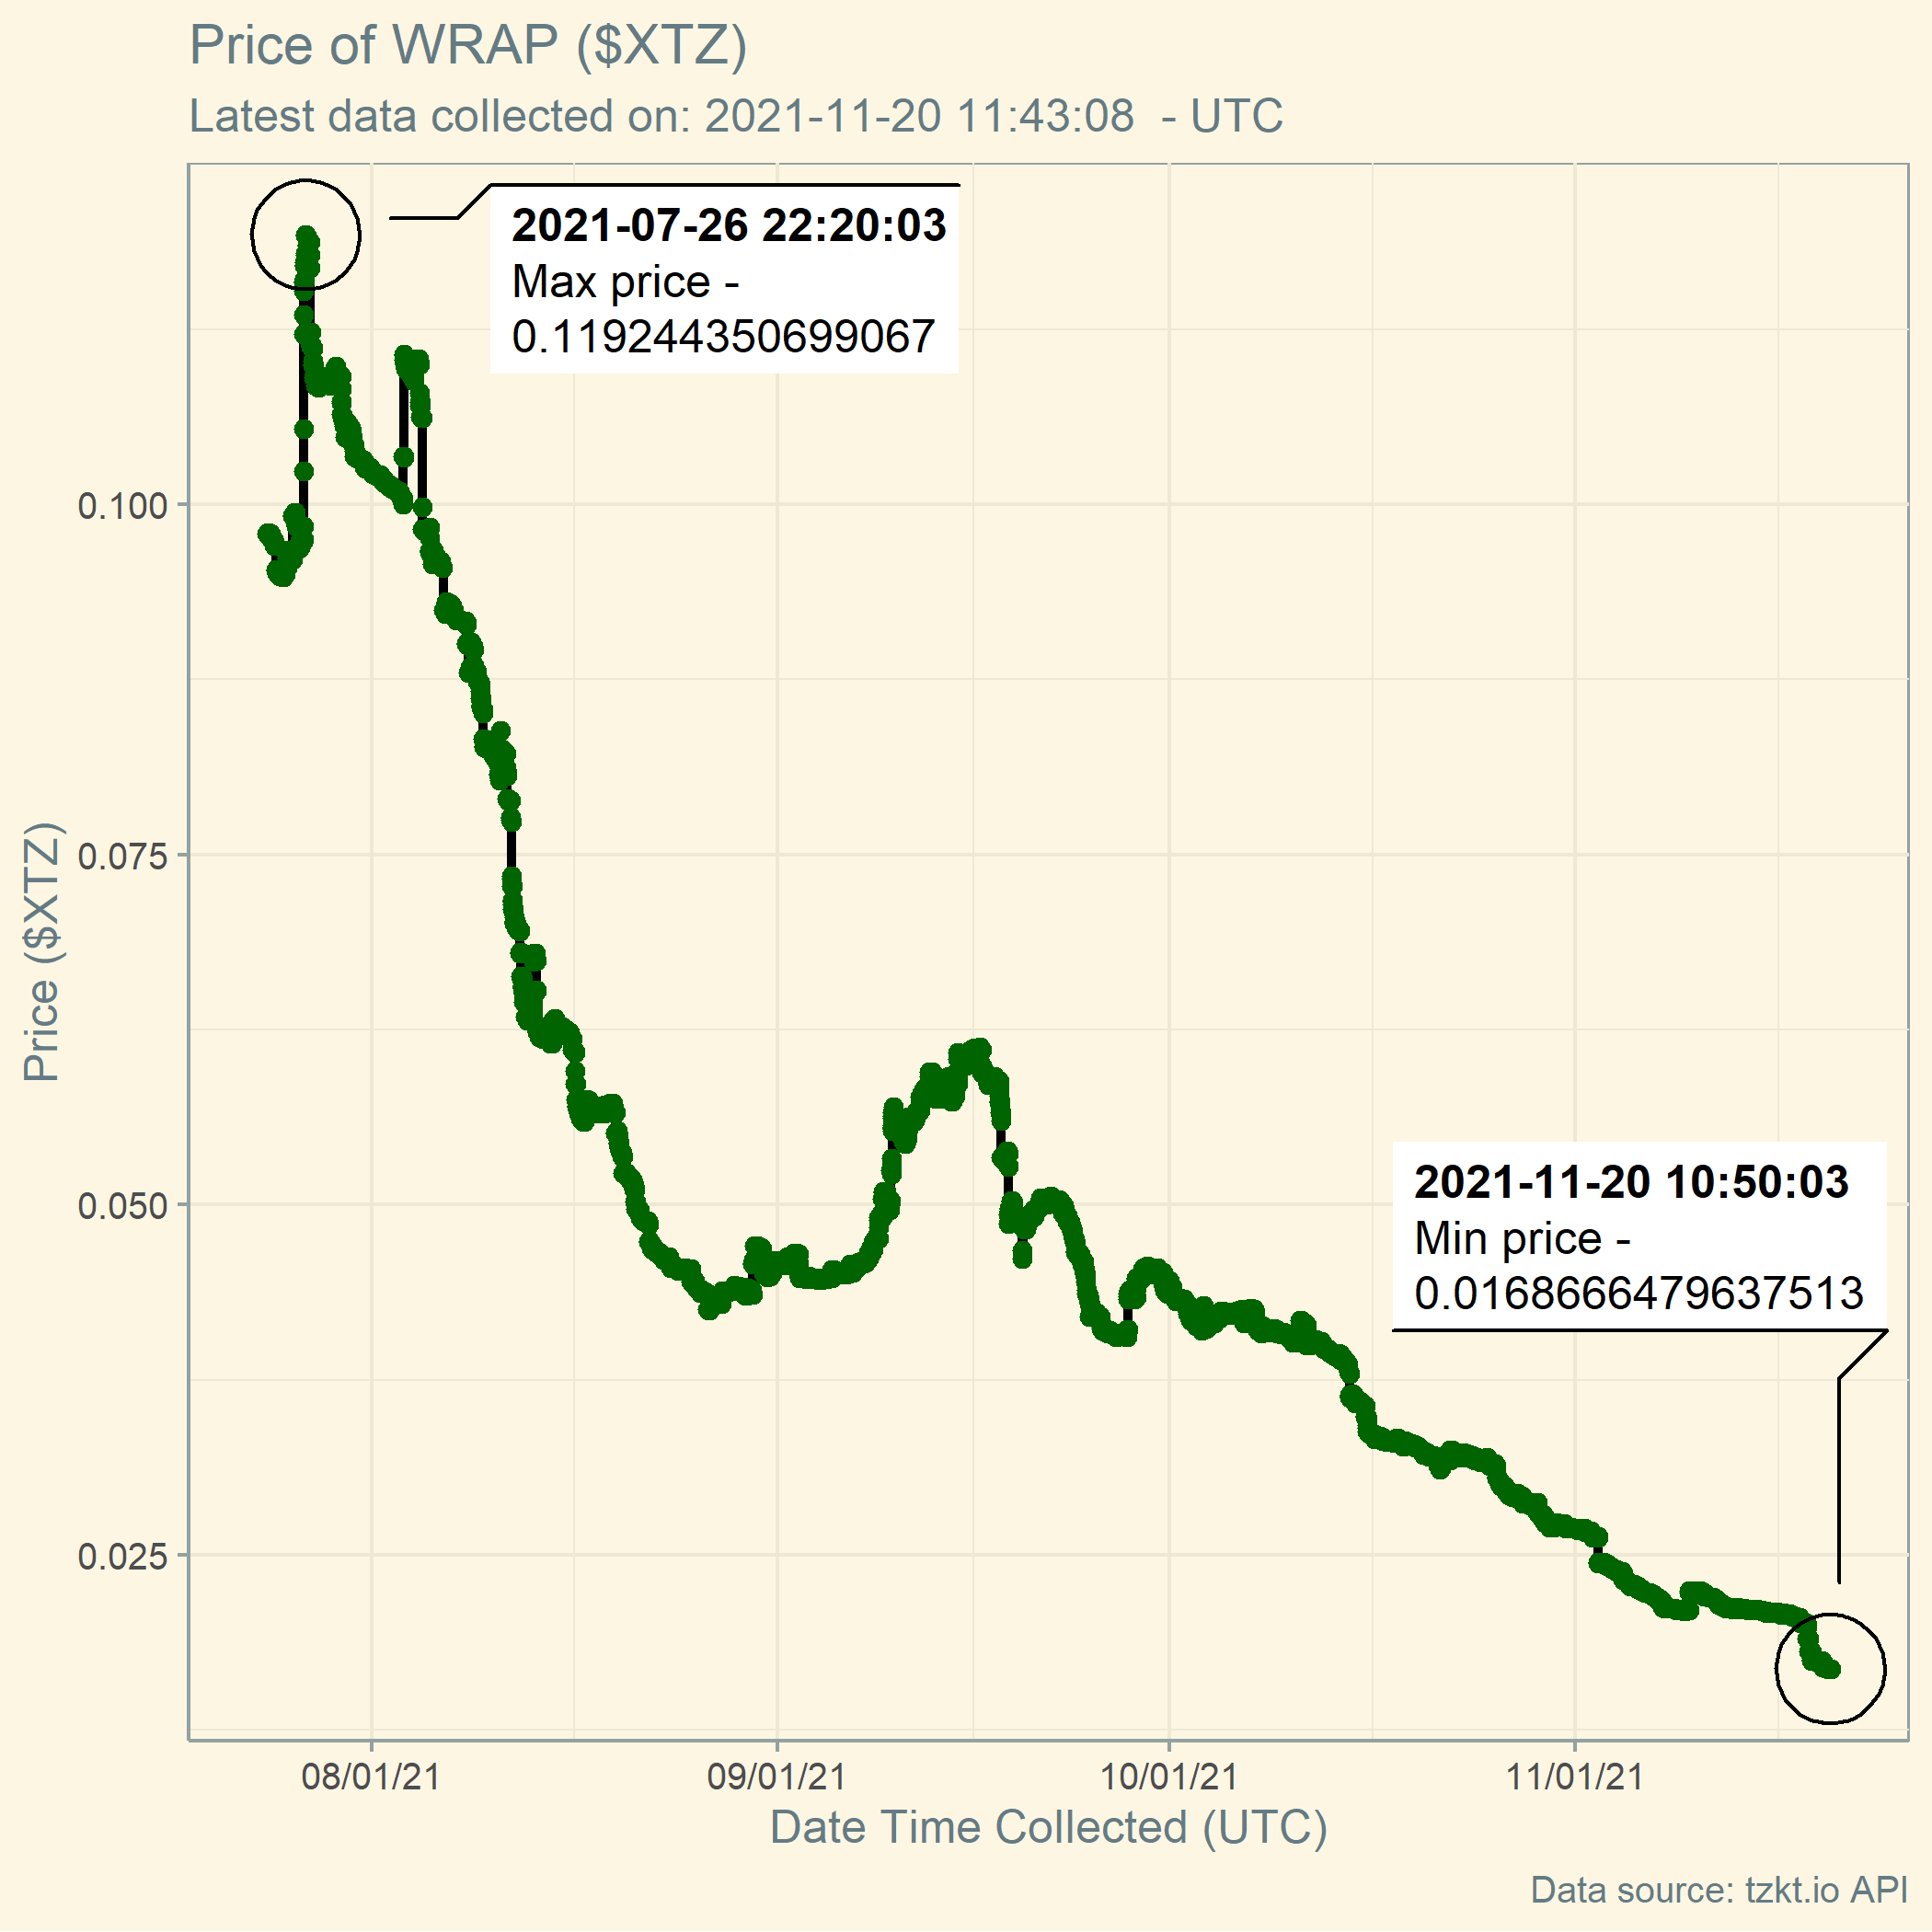 Price of WRAP ($XTZ)
Latest data collected on: 2021-11-20 11:43:08  - UTC
2021-07-26 22:20:03
Max price -
0.119244350699067
0.100
0.075
0.050
0.025
Price ($XTZ)
2021-11-20 10:50:03
Min price -
0.0168666479637513
08/01/21
09/01/21
10/01/21
11/01/21
Date Time Collected (UTC)
Data source: tzkt.io API